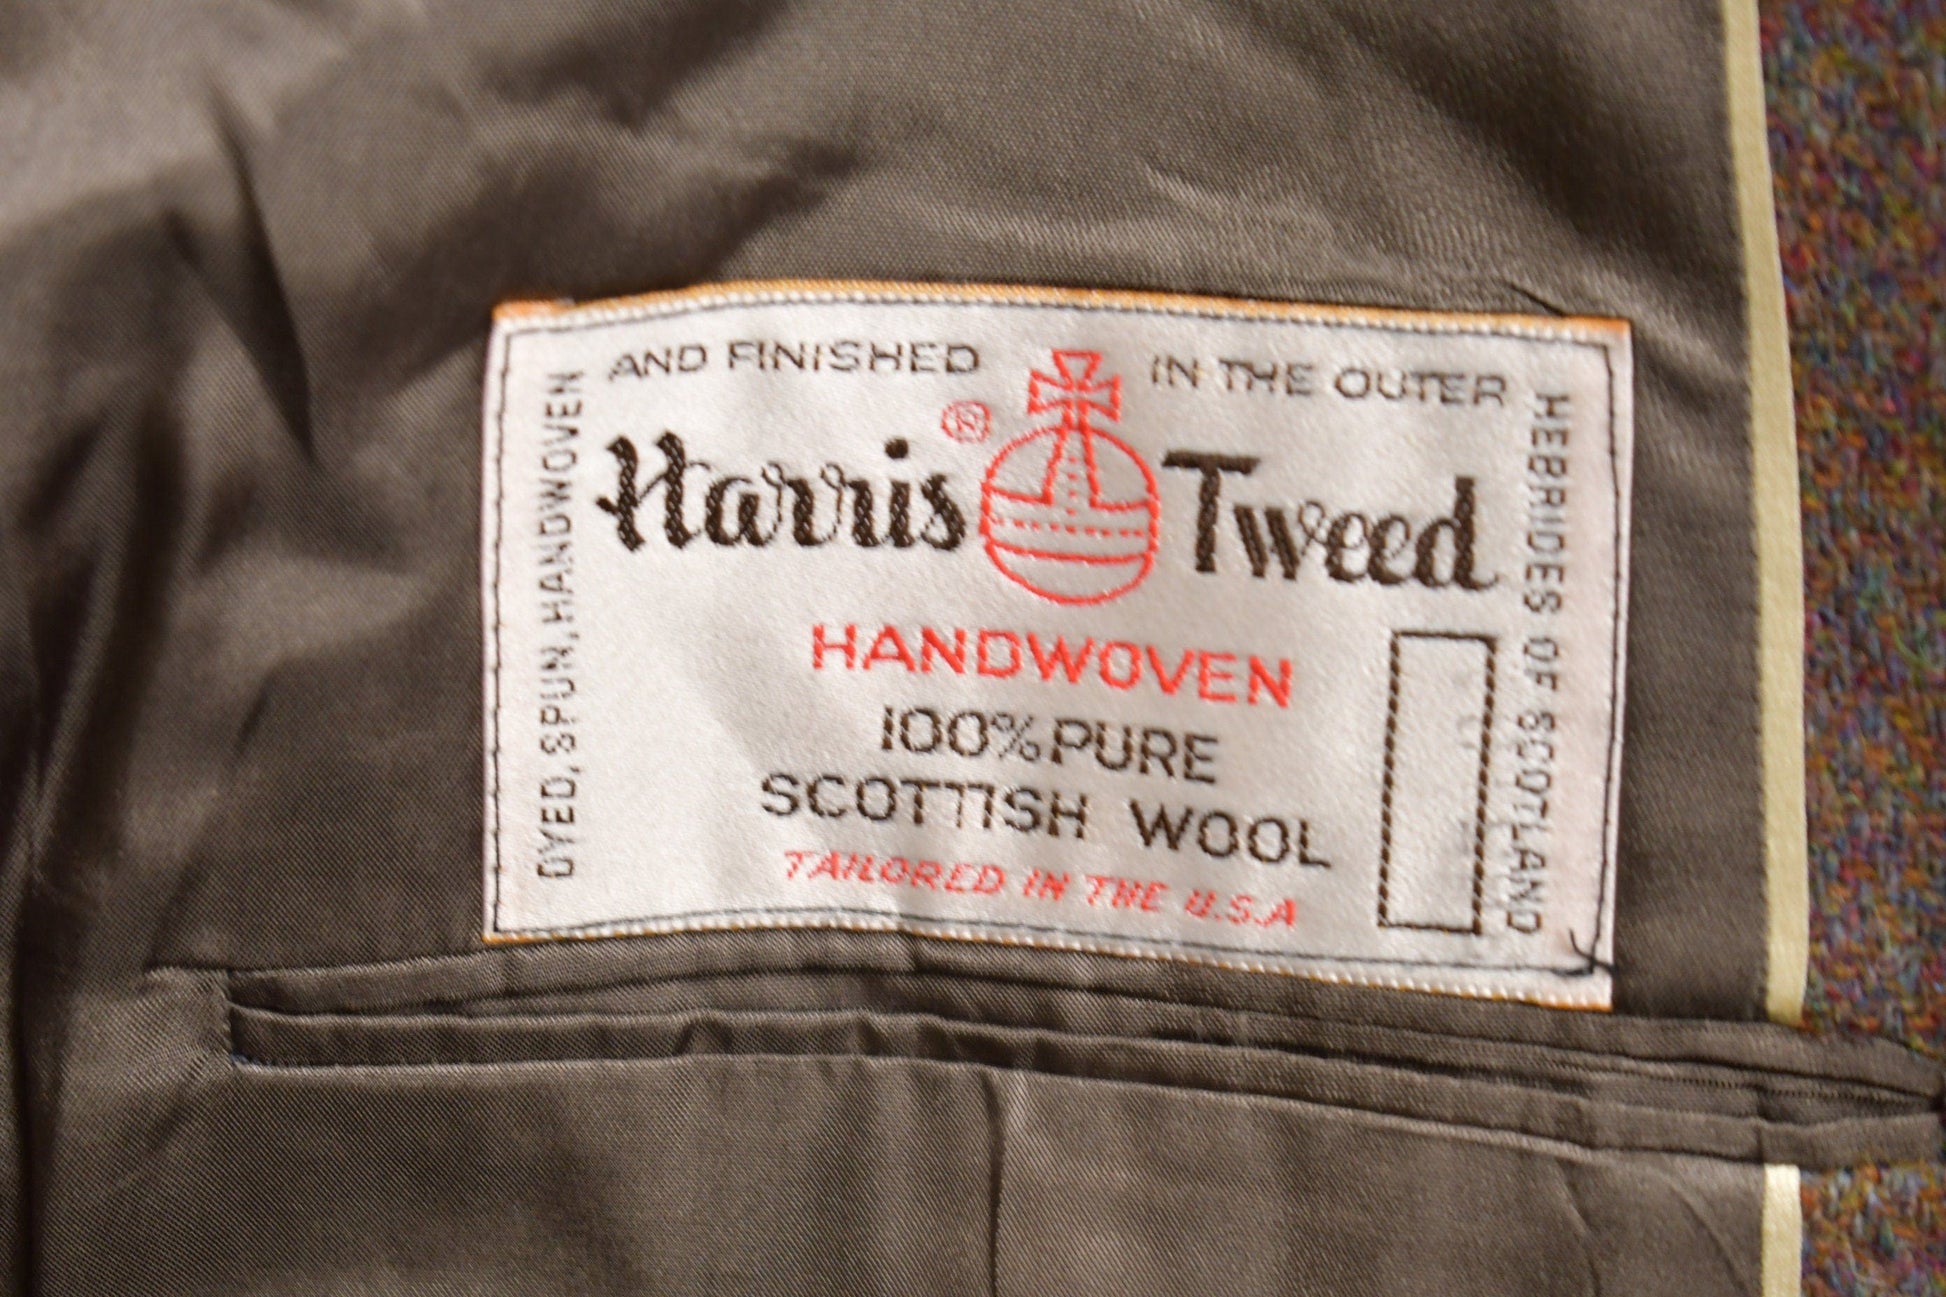 DYED, SPUN, HANDWOVEN
AND FINISHED IN THE OUTER
HEBRIDES OF SCOTLAND
Harris ® Tweed
HANDWOVEN
100% PURE
SCOTTISH WOOL
TAILORED IN THE U.S.A